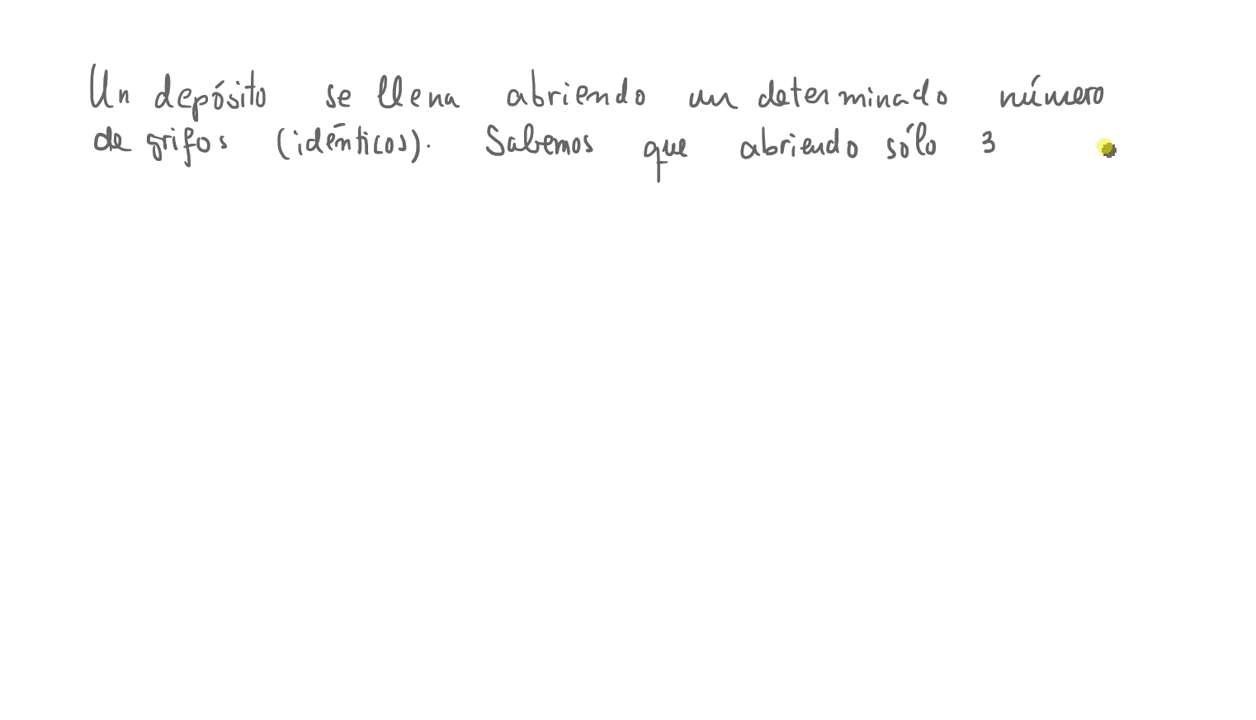 Un depósito se llena abriendo un determinado número
de grifos (idénticos). Sabemos que abriendo sólo 3